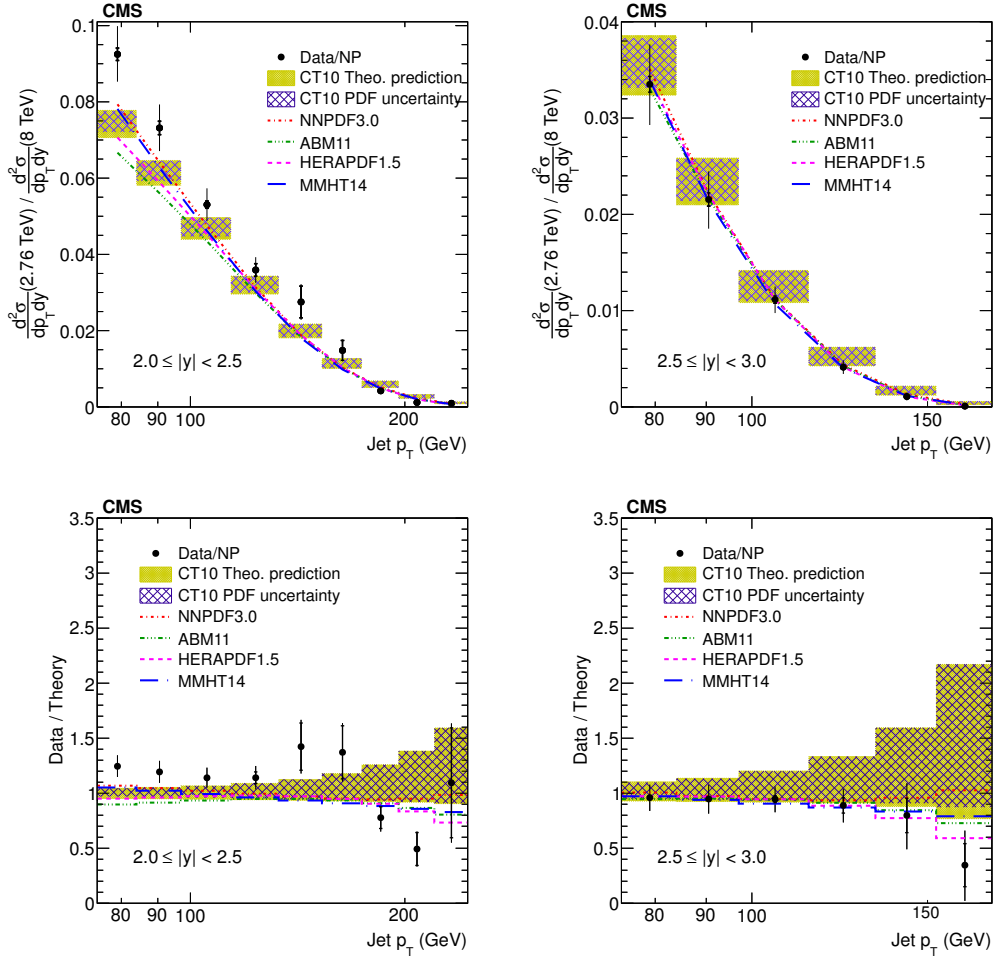 CMS
d²σ/dp_T dy (2.76 TeV) / d²σ/dp_T dy (8 TeV)
0.1
0.08
0.06
0.04
0.02
0
Data/NP
CT10 Theo. prediction
CT10 PDF uncertainty
NNPDF3.0
ABM11
HERAPDF1.5
MMHT14
2.0 ≤ |y| < 2.5
80 90 100 200
Jet p_T (GeV)
CMS
d²σ/dp_T dy (2.76 TeV) / d²σ/dp_T dy (8 TeV)
0.04
0.03
0.02
0.01
0
Data/NP
CT10 Theo. prediction
CT10 PDF uncertainty
NNPDF3.0
ABM11
HERAPDF1.5
MMHT14
2.5 ≤ |y| < 3.0
80 90 100 150
Jet p_T (GeV)
CMS
Data / Theory
3.5
3
2.5
2
1.5
1
0.5
0
Data/NP
CT10 Theo. prediction
CT10 PDF uncertainty
NNPDF3.0
ABM11
HERAPDF1.5
MMHT14
2.0 ≤ |y| < 2.5
80 90 100 200
Jet p_T (GeV)
CMS
Data / Theory
3.5
3
2.5
2
1.5
1
0.5
0
Data/NP
CT10 Theo. prediction
CT10 PDF uncertainty
NNPDF3.0
ABM11
HERAPDF1.5
MMHT14
2.5 ≤ |y| < 3.0
80 90 100 150
Jet p_T (GeV)